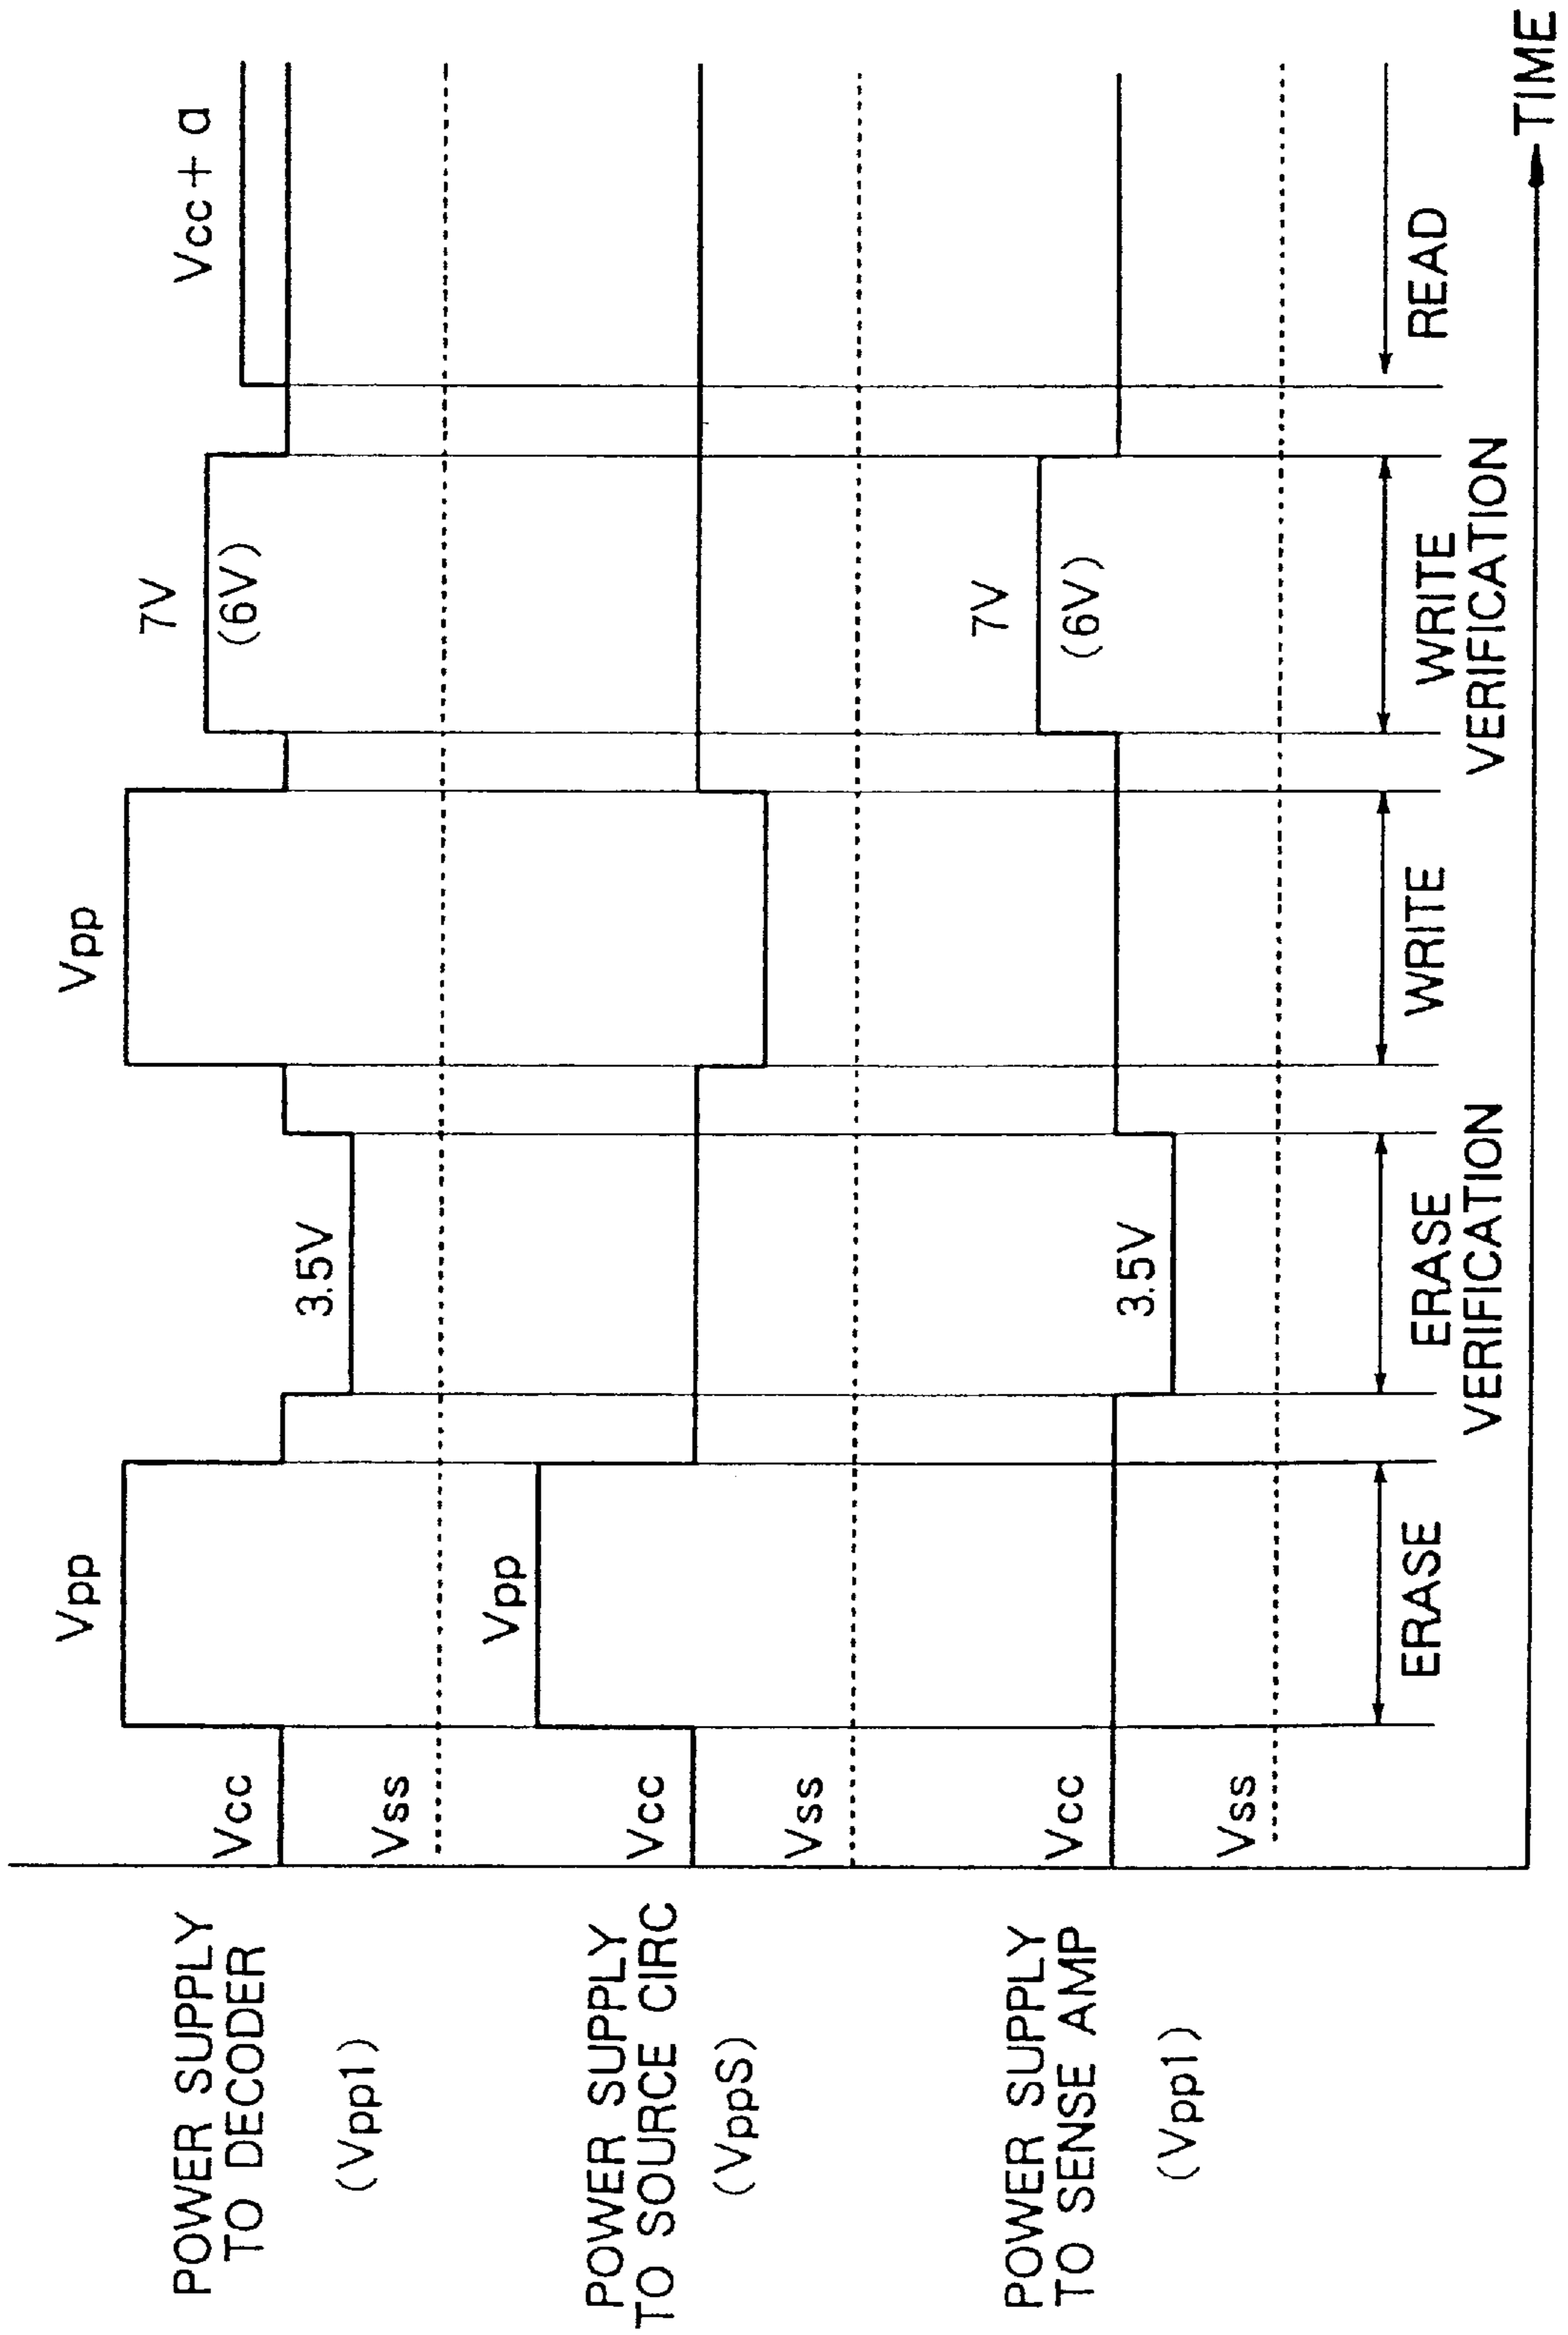 POWER SUPPLY
TO DECODER
(Vpp1)
Vcc
Vss
Vpp
3.5V
Vpp
7V
(6V)
Vcc + α
POWER SUPPLY
TO SOURCE CIRC
(VppS)
Vcc
Vss
Vpp
POWER SUPPLY
TO SENSE AMP
(Vpp1)
Vcc
Vss
3.5V
7V
(6V)
ERASE
ERASE
VERIFICATION
WRITE
WRITE
VERIFICATION
READ
TIME